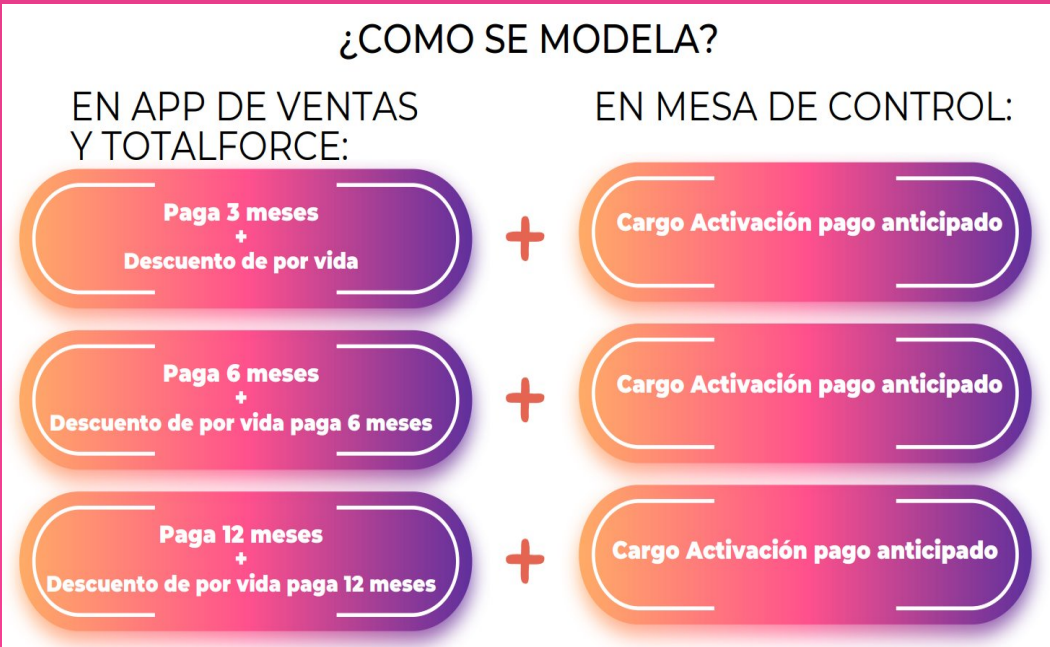 ¿COMO SE MODELA?
EN APP DE VENTAS
Y TOTALFORCE:
EN MESA DE CONTROL:
Paga 3 meses
+
Descuento de por vida
+
Cargo Activación pago anticipado
Paga 6 meses
+
Descuento de por vida paga 6 meses
+
Cargo Activación pago anticipado
Paga 12 meses
+
Descuento de por vida paga 12 meses
+
Cargo Activación pago anticipado